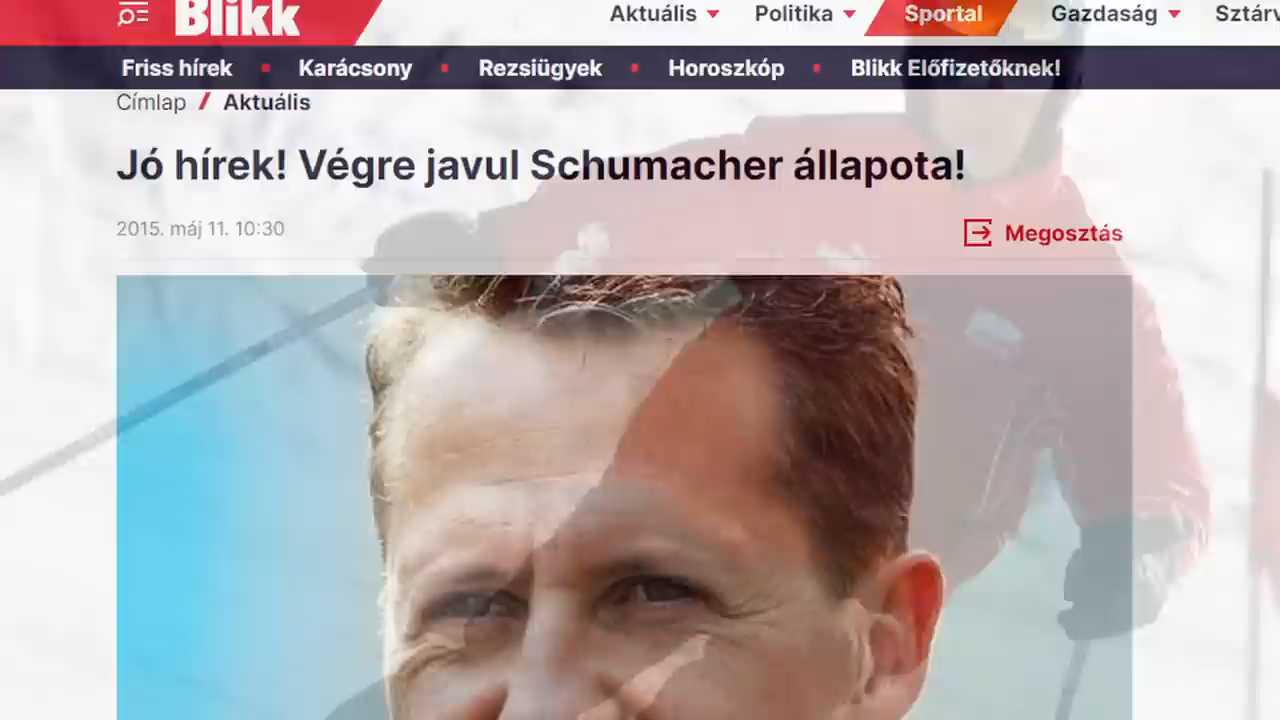 Blikk
Aktuális Politika Sportal Gazdaság
Friss hírek Karácsony Rezsiügyek Horoszkóp Blikk Előfizetőknek!
Címlap / Aktuális
Jó hírek! Végre javul Schumacher állapota!
2015. máj 11. 10:30
Megosztás